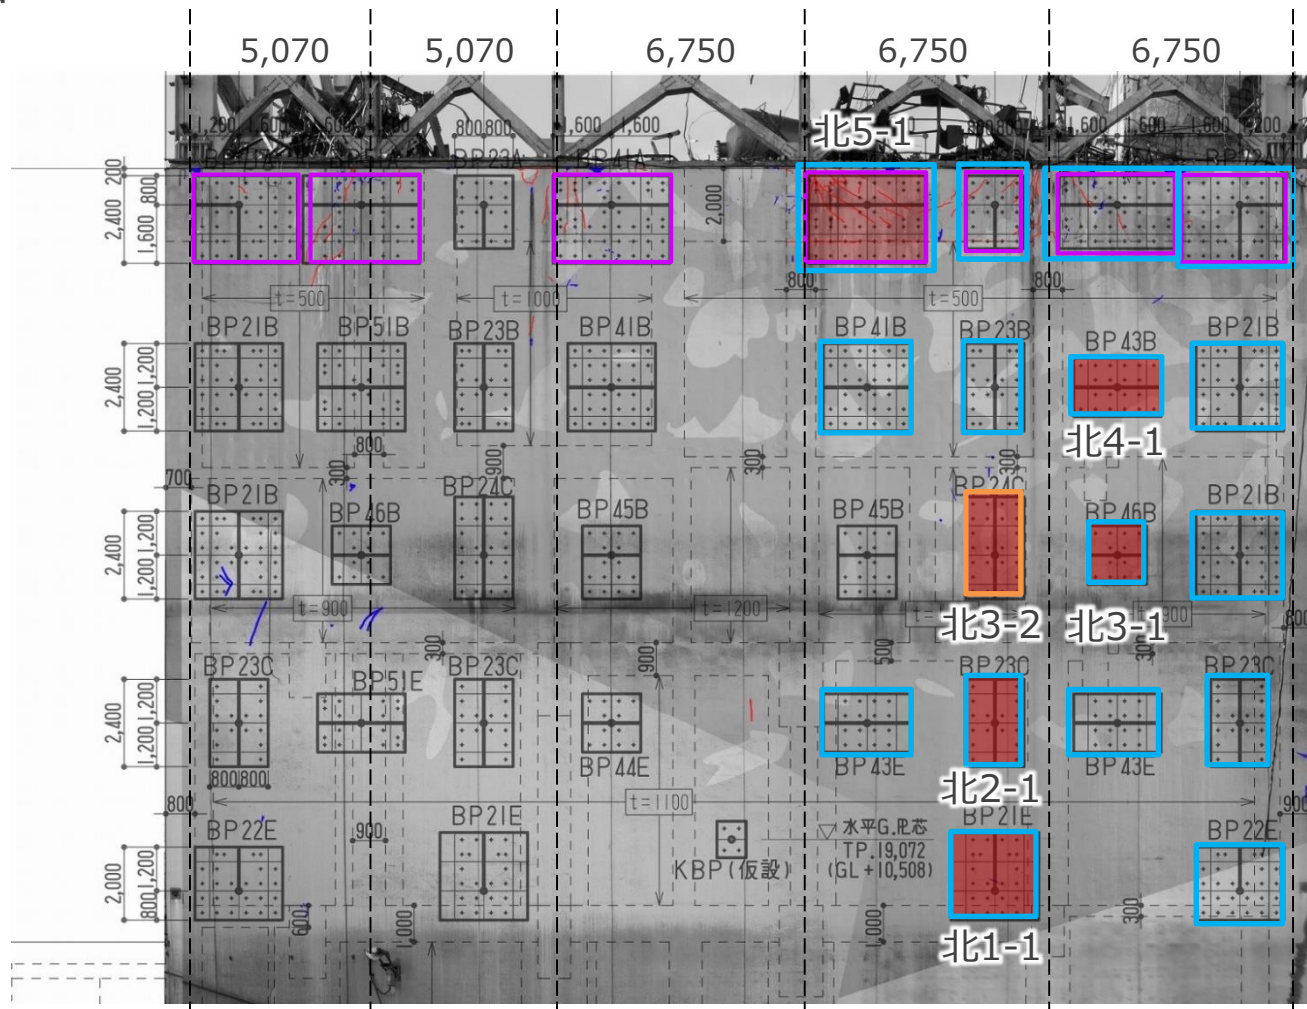 5,070 5,070 6,750 6,750 6,750
1,200 1,600 800 800 1,600 1,600 北5-1 1,600 1,600 1,200
BP23A BP41A
200 800 2,400 1,600 2,000
800 800
t=500 t=1000 t=500
BP21B BP51B BP23B BP41B BP41B BP23B BP43B BP21B
2,400 1,200 1,200
北4-1
800 300 900 300 300
700 BP21B BP46B BP24C BP45B BP45B BP24C BP46B BP21B
2,400 1,200 1,200
t=900 t=1200 900
北3-2 北3-1
300 900 500 300 800
BP23C BP51E BP23C BP23C BP23C
2,400 1,200 1,200
BP44E BP43E BP43E
800 800 北2-1
800 t=1100 900
BP22E 900 BP21E BP21E BP22E
水平G.PL芯
KBP(仮設) TP.19,072
(GL+10,508)
2,000 1,200 800
600 1,000 1,000 300
北1-1